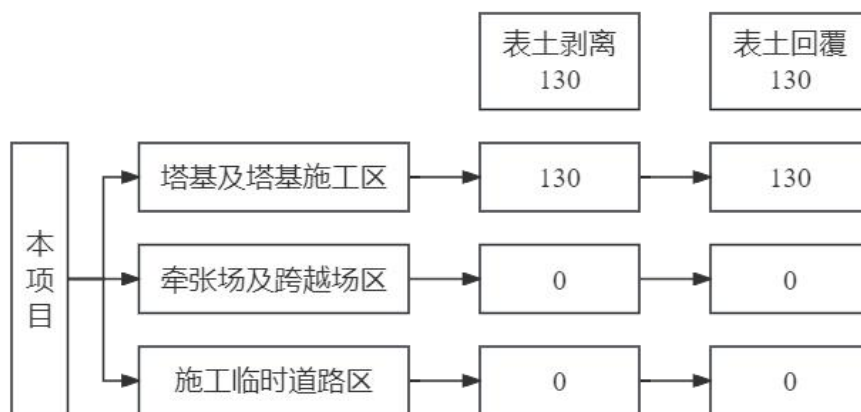 表土剥离
130
表土回覆
130
本项目
塔基及塔基施工区
130
130
牵张场及跨越场区
0
0
施工临时道路区
0
0